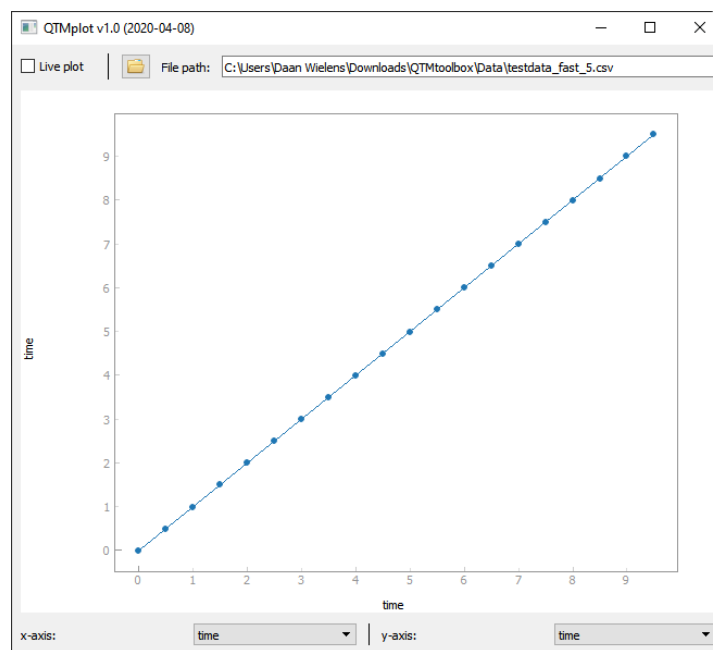 QTMplot v1.0 (2020-04-08)
Live plot File path: C:\Users\Daan Wielens\Downloads\QTMtoolbox\Data\testdata_fast_5.csv
9
8
7
6
5
4
3
2
1
0
time
0 1 2 3 4 5 6 7 8 9
time
x-axis: time y-axis: time